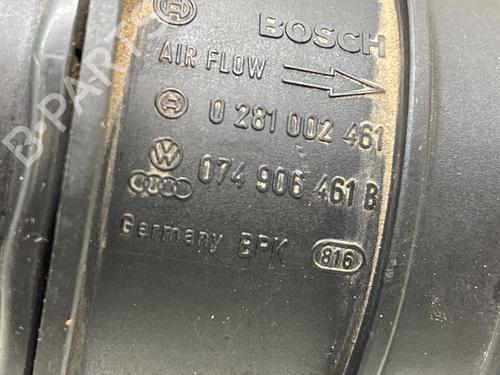 BOSCH
AIR FLOW
0 281 002 461
074 906 461 B
Germany BPK 816
B-PARTS